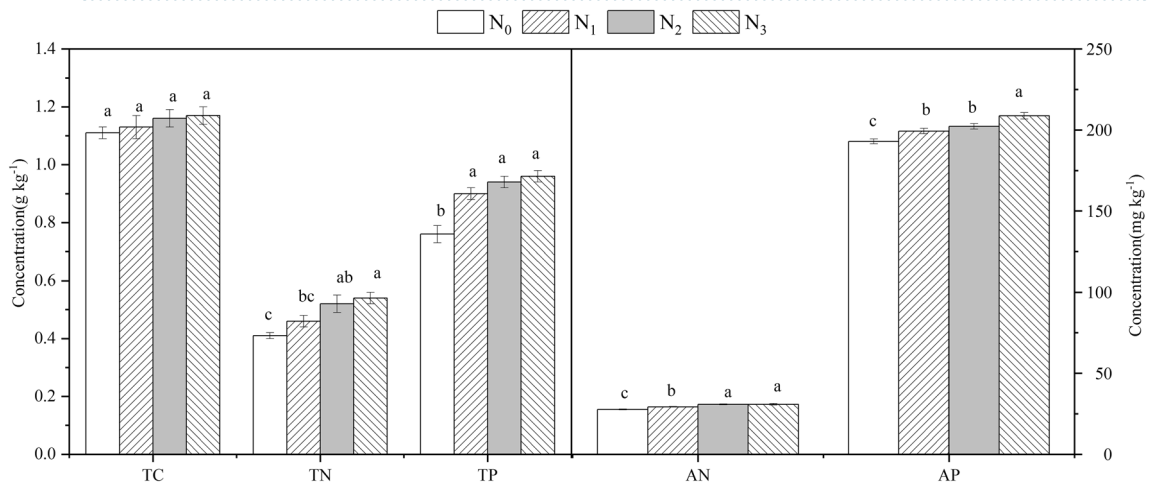 N₀ N₁ N₂ N₃
1.4
1.2
1.0
0.8
0.6
0.4
0.2
0.0
Concentration(g kg⁻¹)
a a a a
c bc ab a
b a a a
c b a a
c b b a
250
200
150
100
50
0
Concentration(mg kg⁻¹)
TC TN TP AN AP